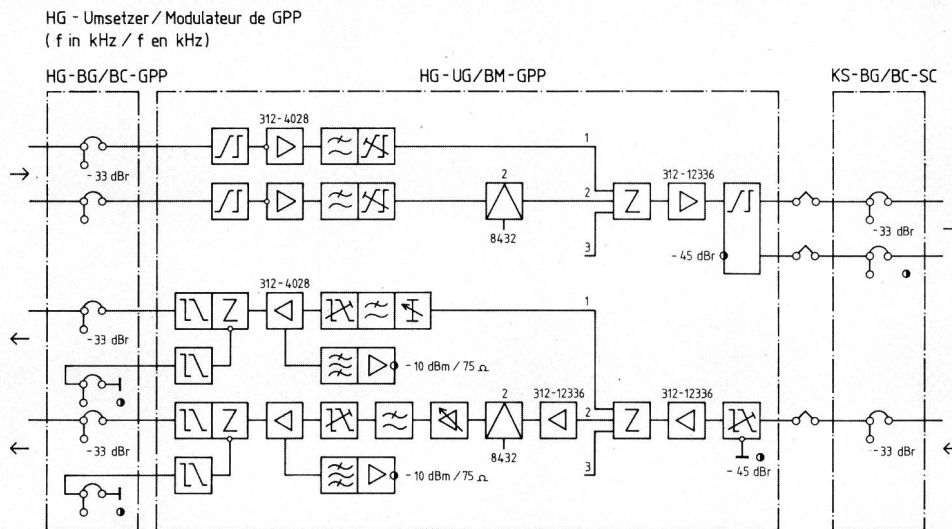 HG - Umsetzer / Modulateur de GPP
( f in kHz / f en kHz )
HG-BG/BC-GPP
HG-UG/BM-GPP
KS-BG/BC-SC
312-4028
1
-33 dBr
2
2
312-12336
Z
8432
3
-45 dBr
-33 dBr
312-4028
1
Z
-33 dBr
-10 dBm / 75 Ω
2
312-12336
312-12336
2
Z
Z
-33 dBr
8432
3
-10 dBm / 75 Ω
-45 dBr
-33 dBr